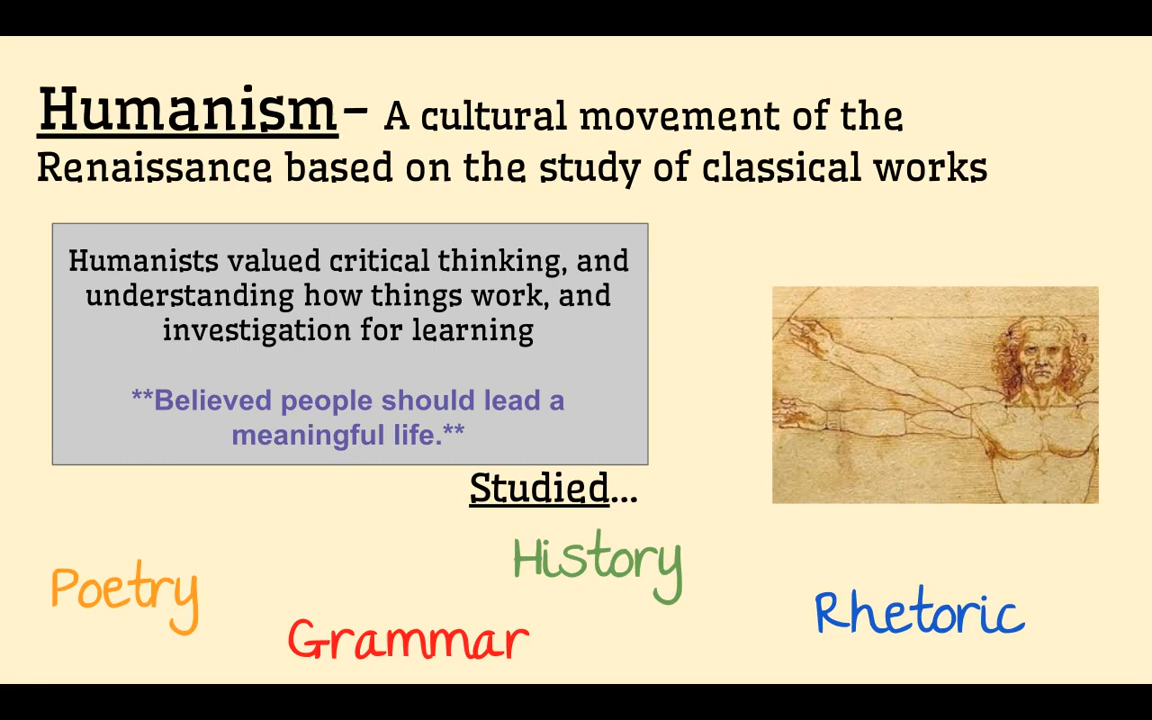 Humanism- A cultural movement of the
Renaissance based on the study of classical works
Humanists valued critical thinking, and
understanding how things work, and
investigation for learning
**Believed people should lead a
meaningful life.**
Studied...
History
Poetry
Rhetoric
Grammar